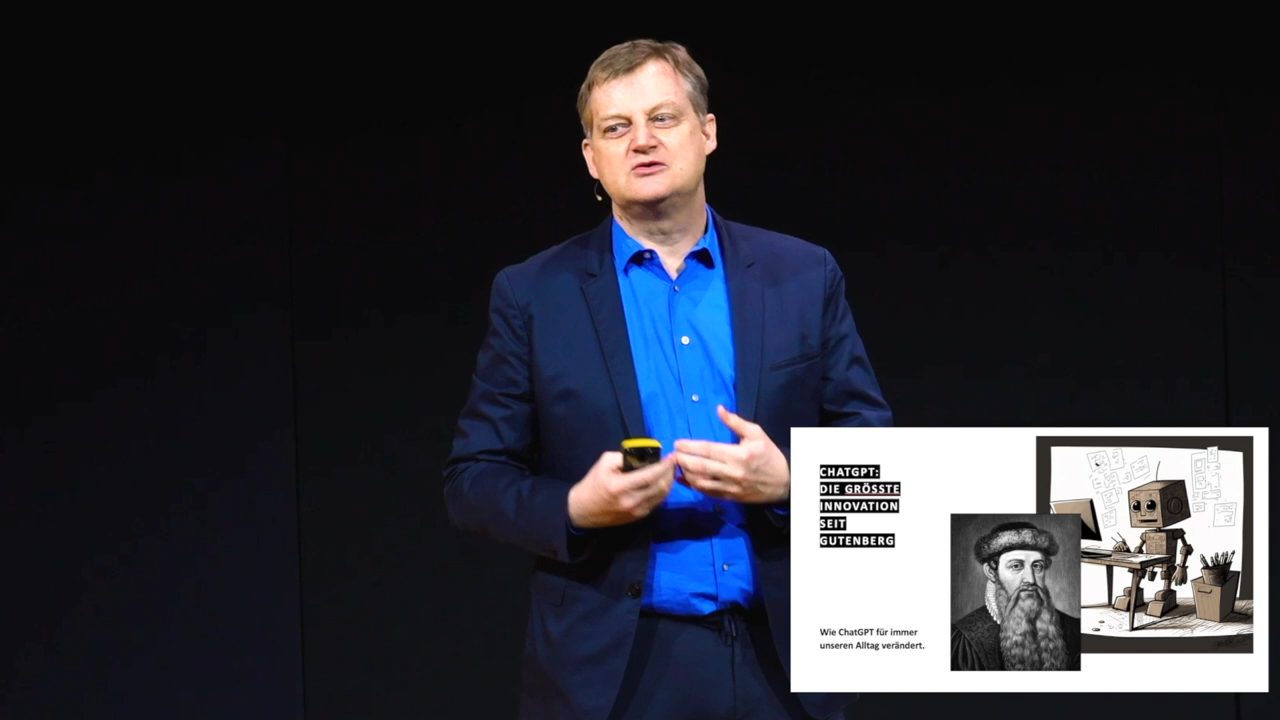 CHATGPT:
DIE GRÖSSTE
INNOVATION
SEIT
GUTENBERG
Wie ChatGPT für immer
unseren Alltag verändert.